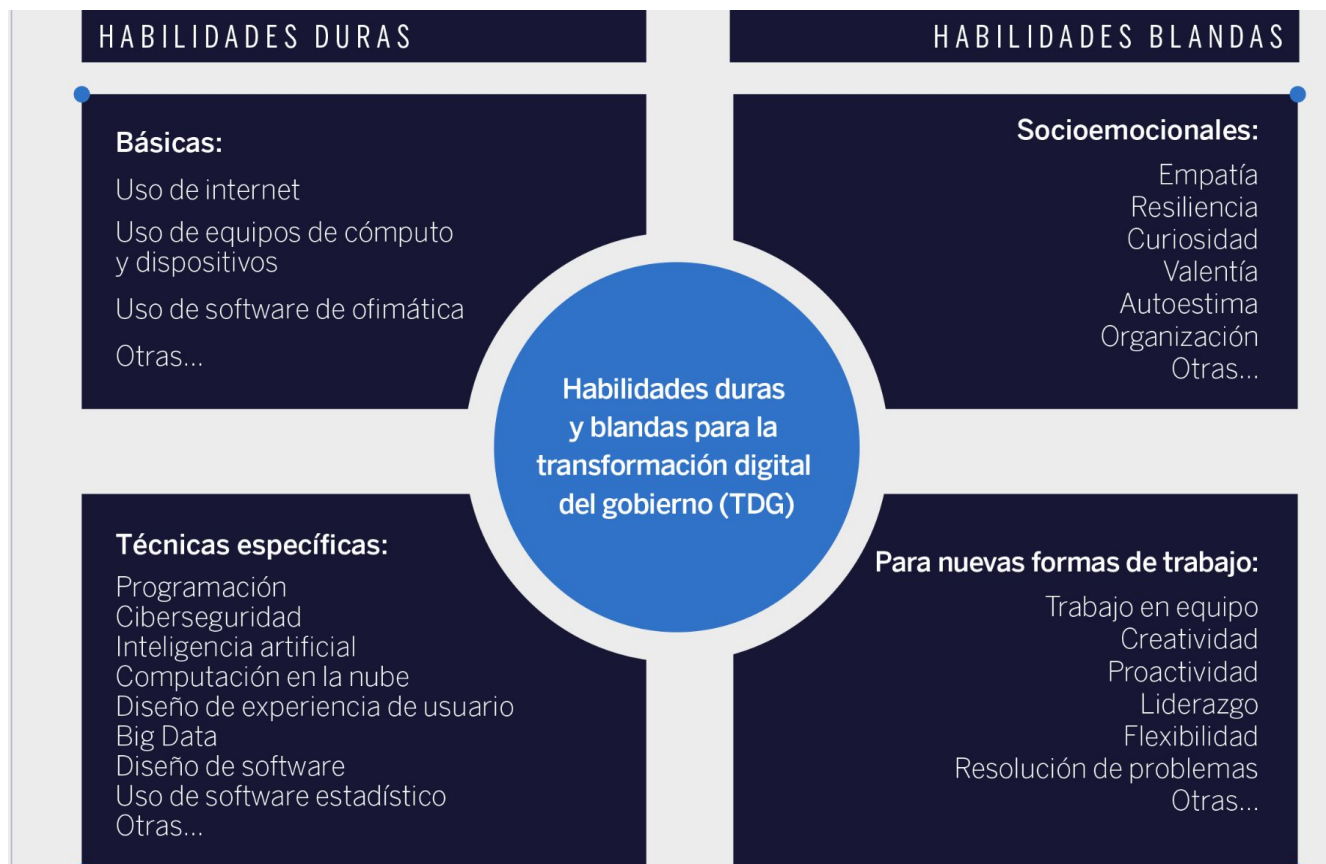 HABILIDADES DURAS
HABILIDADES BLANDAS
Básicas:
Uso de internet
Uso de equipos de cómputo
y dispositivos
Uso de software de ofimática
Otras...
Socioemocionales:
Empatía
Resiliencia
Curiosidad
Valentía
Autoestima
Organización
Otras...
Habilidades duras
y blandas para la
transformación digital
del gobierno (TDG)
Técnicas específicas:
Programación
Ciberseguridad
Inteligencia artificial
Computación en la nube
Diseño de experiencia de usuario
Big Data
Diseño de software
Uso de software estadístico
Otras...
Para nuevas formas de trabajo:
Trabajo en equipo
Creatividad
Proactividad
Liderazgo
Flexibilidad
Resolución de problemas
Otras...